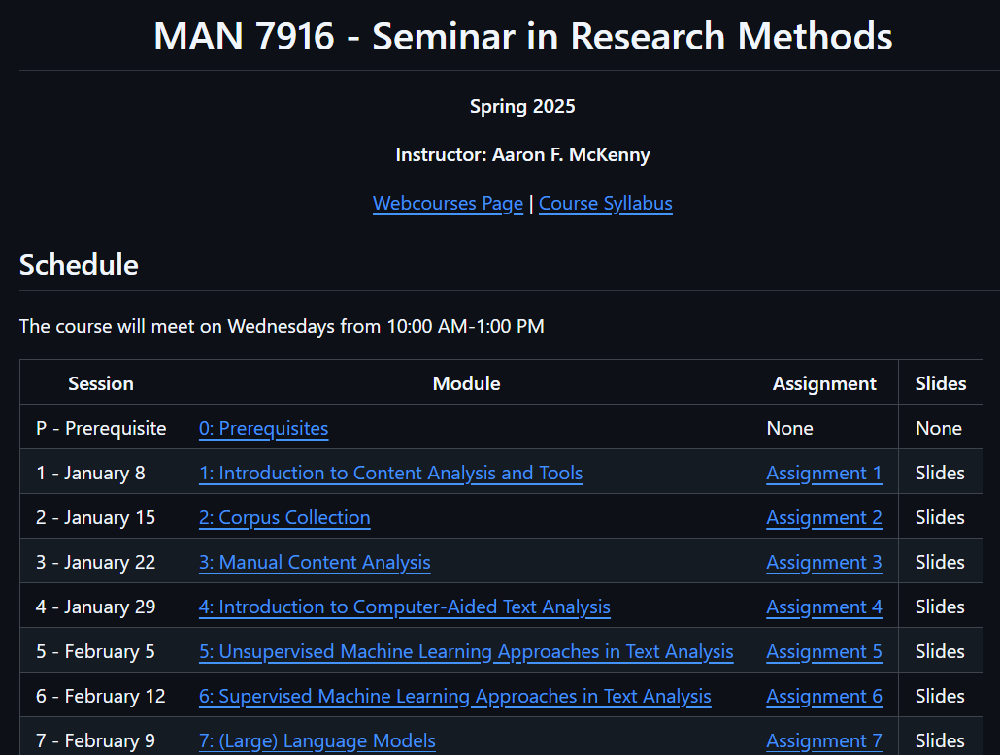 MAN 7916 - Seminar in Research Methods
Spring 2025
Instructor: Aaron F. McKenny
Webcourses Page | Course Syllabus
Schedule
The course will meet on Wednesdays from 10:00 AM-1:00 PM
Session Module Assignment Slides
P - Prerequisite 0: Prerequisites None None
1 - January 8 1: Introduction to Content Analysis and Tools Assignment 1 Slides
2 - January 15 2: Corpus Collection Assignment 2 Slides
3 - January 22 3: Manual Content Analysis Assignment 3 Slides
4 - January 29 4: Introduction to Computer-Aided Text Analysis Assignment 4 Slides
5 - February 5 5: Unsupervised Machine Learning Approaches in Text Analysis Assignment 5 Slides
6 - February 12 6: Supervised Machine Learning Approaches in Text Analysis Assignment 6 Slides
7 - February 9 7: (Large) Language Models Assignment 7 Slides